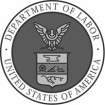 DEPARTMENT OF LABOR
UNITED STATES OF AMERICA